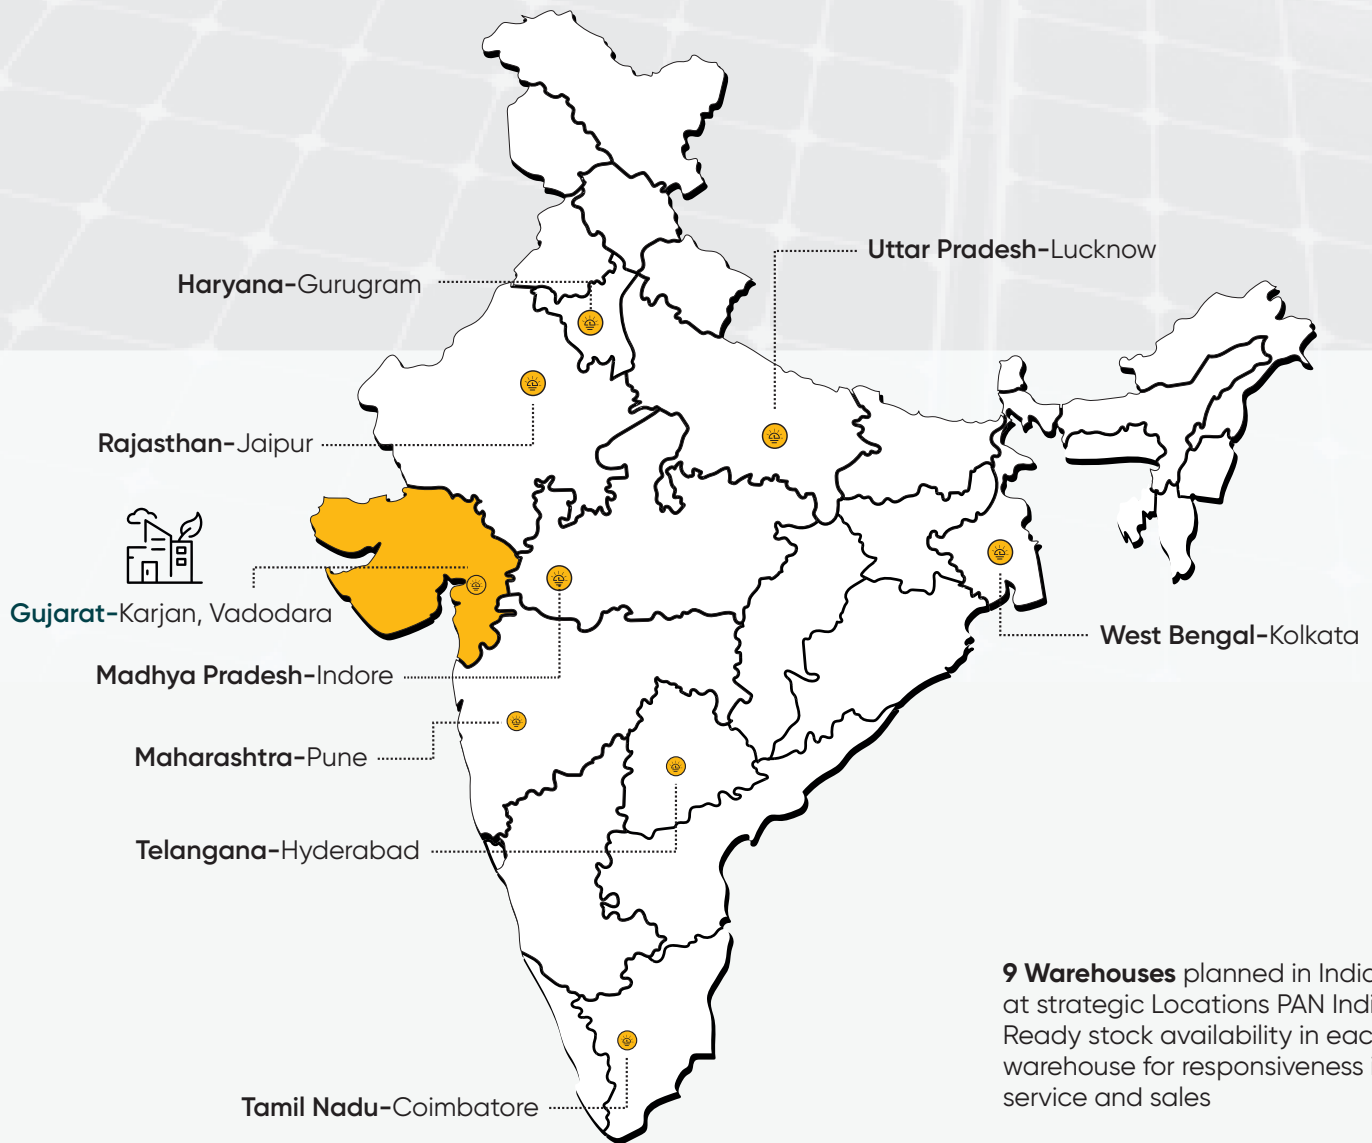 Uttar Pradesh-Lucknow
Haryana-Gurugram
Rajasthan-Jaipur
Gujarat-Karjan, Vadodara
West Bengal-Kolkata
Madhya Pradesh-Indore
Maharashtra-Pune
Telangana-Hyderabad
9 Warehouses planned in
at strategic Locations PAN
Ready stock availability in
warehouse for responsiveness
service and sales
Tamil Nadu-Coimbatore